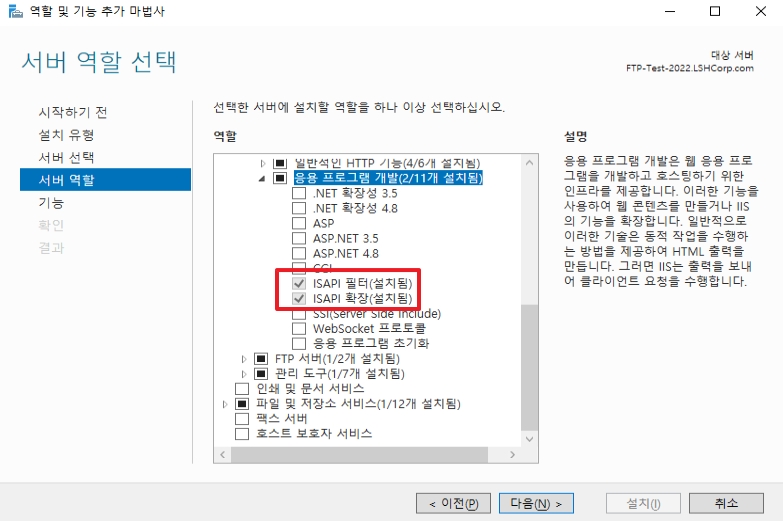 역할 및 기능 추가 마법사
서버 역할 선택
대상 서버
FTP-Test-2022.LSHCorp.com
시작하기 전
설치 유형
서버 선택
서버 역할
기능
확인
결과
선택한 서버에 설치할 역할을 하나 이상 선택하십시오.
역할
일반적인 HTTP 기능(4/6개 설치됨)
응용 프로그램 개발(2/11개 설치됨)
.NET 확장성 3.5
.NET 확장성 4.8
ASP
ASP.NET 3.5
ASP.NET 4.8
CGI
ISAPI 필터(설치됨)
ISAPI 확장(설치됨)
SSI(Server Side Include)
WebSocket 프로토콜
응용 프로그램 초기화
FTP 서버(1/2개 설치됨)
관리 도구(1/7개 설치됨)
인쇄 및 문서 서비스
파일 및 저장소 서비스(1/12개 설치됨)
팩스 서버
호스트 보호자 서비스
설명
응용 프로그램 개발은 웹 응용 프로
그램을 개발하고 호스팅하기 위한
인프라를 제공합니다. 이러한 기능을
사용하여 웹 콘텐츠를 만들거나 IIS
의 기능을 확장합니다. 일반적으로
이러한 기술은 동적 작업을 수행하
는 방법을 제공하여 HTML 출력을
만듭니다. 그러면 IIS는 출력을 보내
어 클라이언트 요청을 수행합니다.
< 이전(P)
다음(N) >
설치(I)
취소